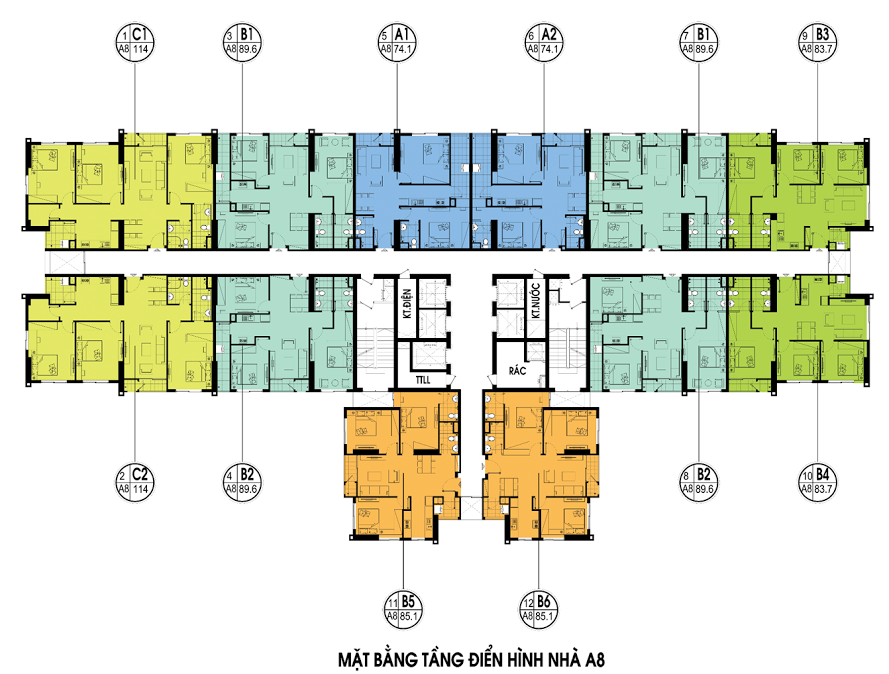 1 C1
A8 114
3 B1
A8 89.6
5 A1
A8 74.1
6 A2
A8 74.1
7 B1
A8 89.6
9 B3
A8 83.7
KT.ĐIỆN
KT.NƯỚC
TTLL
RÁC
2 C2
A8 114
4 B2
A8 89.6
8 B2
A8 89.6
10 B4
A8 83.7
11 B5
A8 85.1
12 B6
A8 85.1
MẶT BẰNG TẦNG ĐIỂN HÌNH NHÀ A8